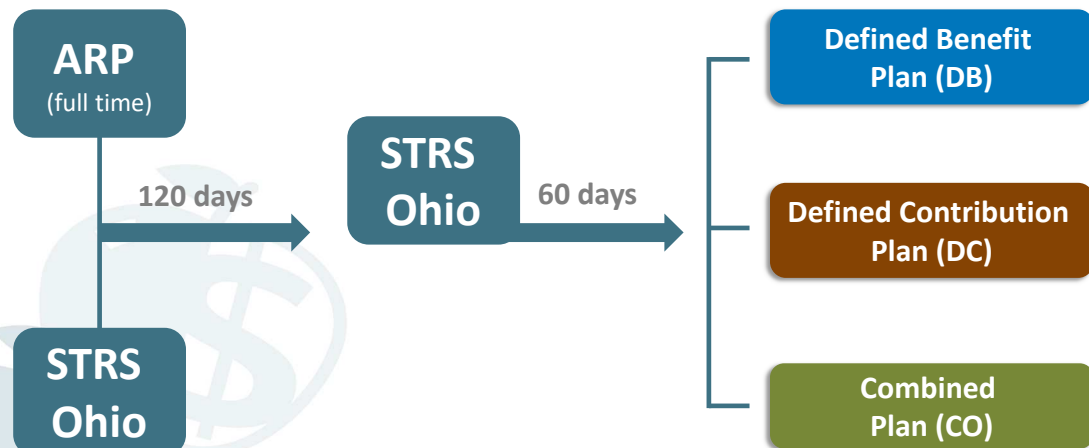 ARP
(full time)
120 days
STRS
Ohio
STRS
Ohio
60 days
Defined Benefit
Plan (DB)
Defined Contribution
Plan (DC)
Combined
Plan (CO)